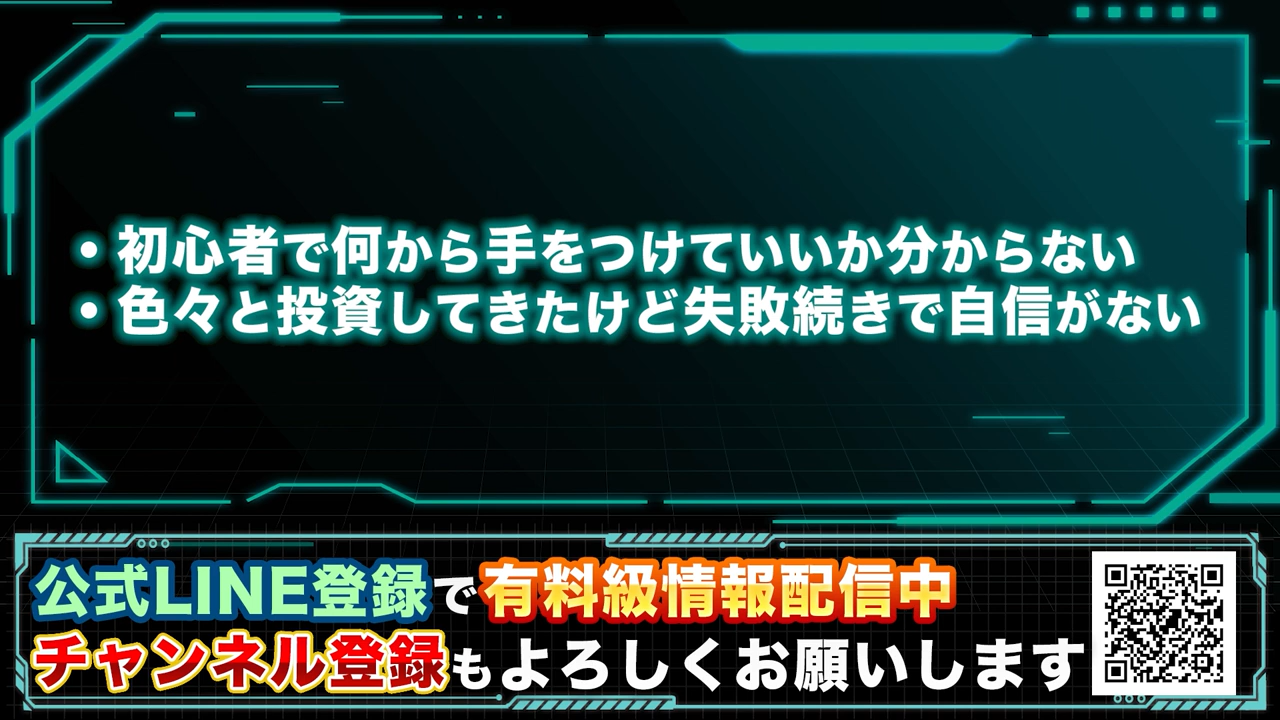 ・初心者で何から手をつけていいか分からない
・色々と投資してきたけど失敗続きで自信がない
公式LINE登録で有料級情報配信中
チャンネル登録もよろしくお願いします